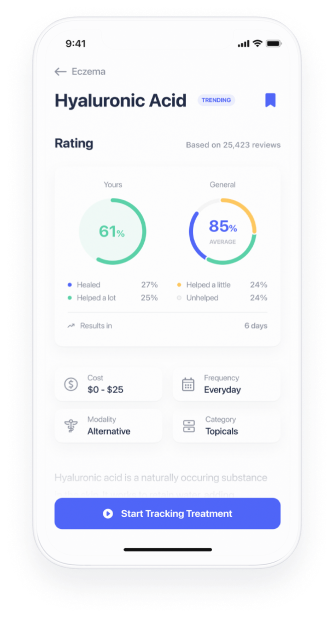 9:41
Eczema
Hyaluronic Acid TRENDING
Rating Based on 25,423 reviews
Yours General
61%
85%
AVERAGE
Healed 27% Helped a little 24%
Helped a lot 25% Unhelped 24%
Results in 6 days
Cost Frequency
$0 - $25 Everyday
Modality Category
Alternative Topicals
Hyaluronic acid is a naturally occuring substance
Start Tracking Treatment